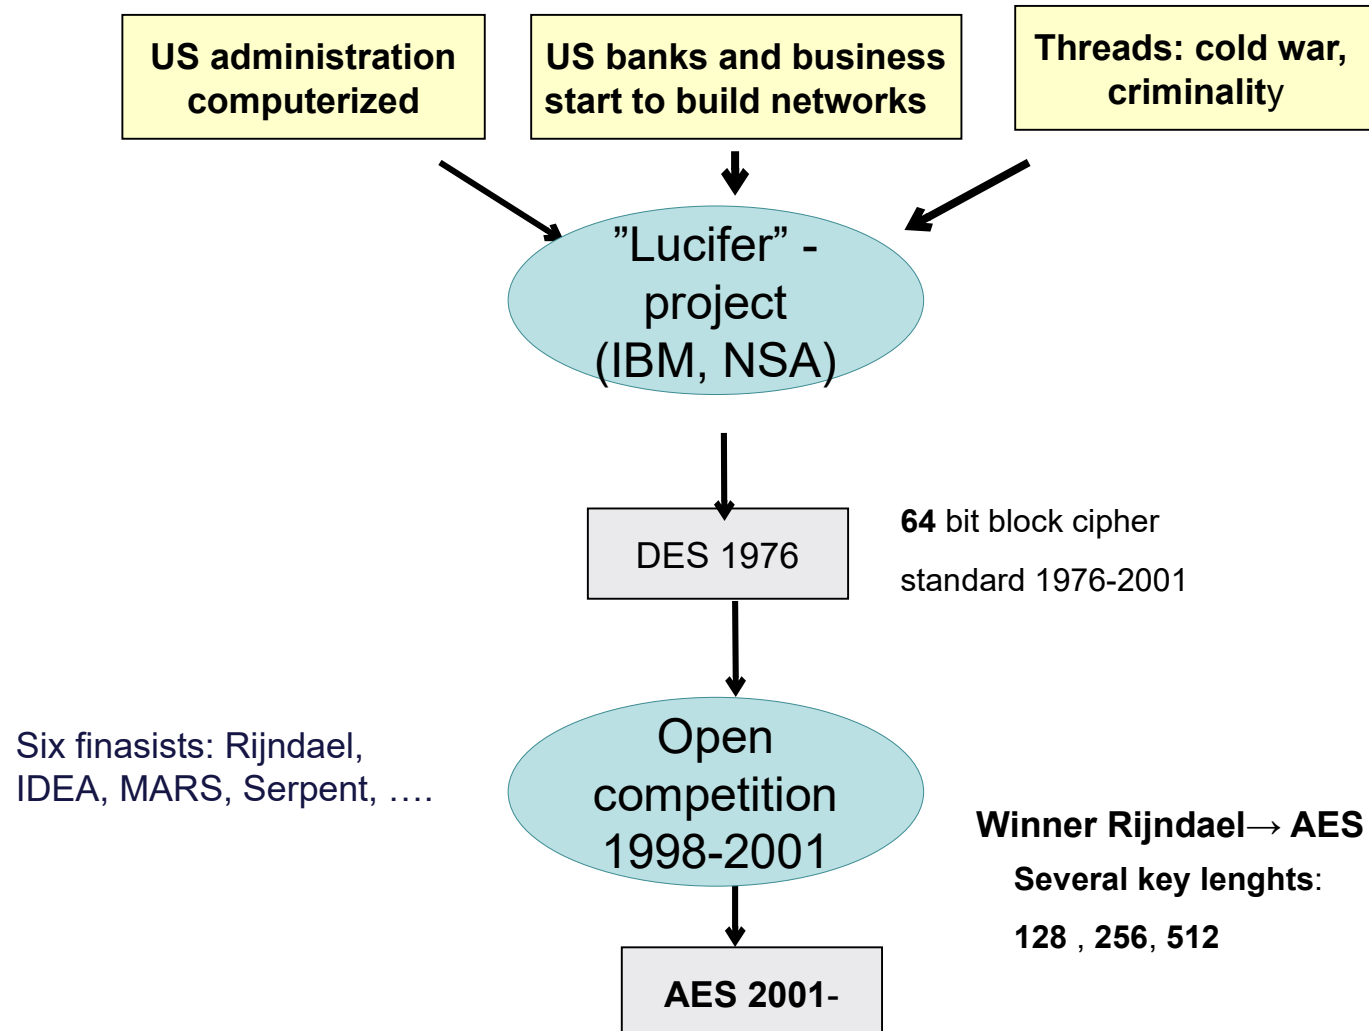 US administration
computerized
US banks and business
start to build networks
Threads: cold war,
criminality
”Lucifer” -
project
(IBM, NSA)
DES 1976
64 bit block cipher
standard 1976-2001
Six finasists: Rijndael,
IDEA, MARS, Serpent, ….
Open
competition
1998-2001
Winner Rijndael→ AES
Several key lenghts:
128 , 256, 512
AES 2001-